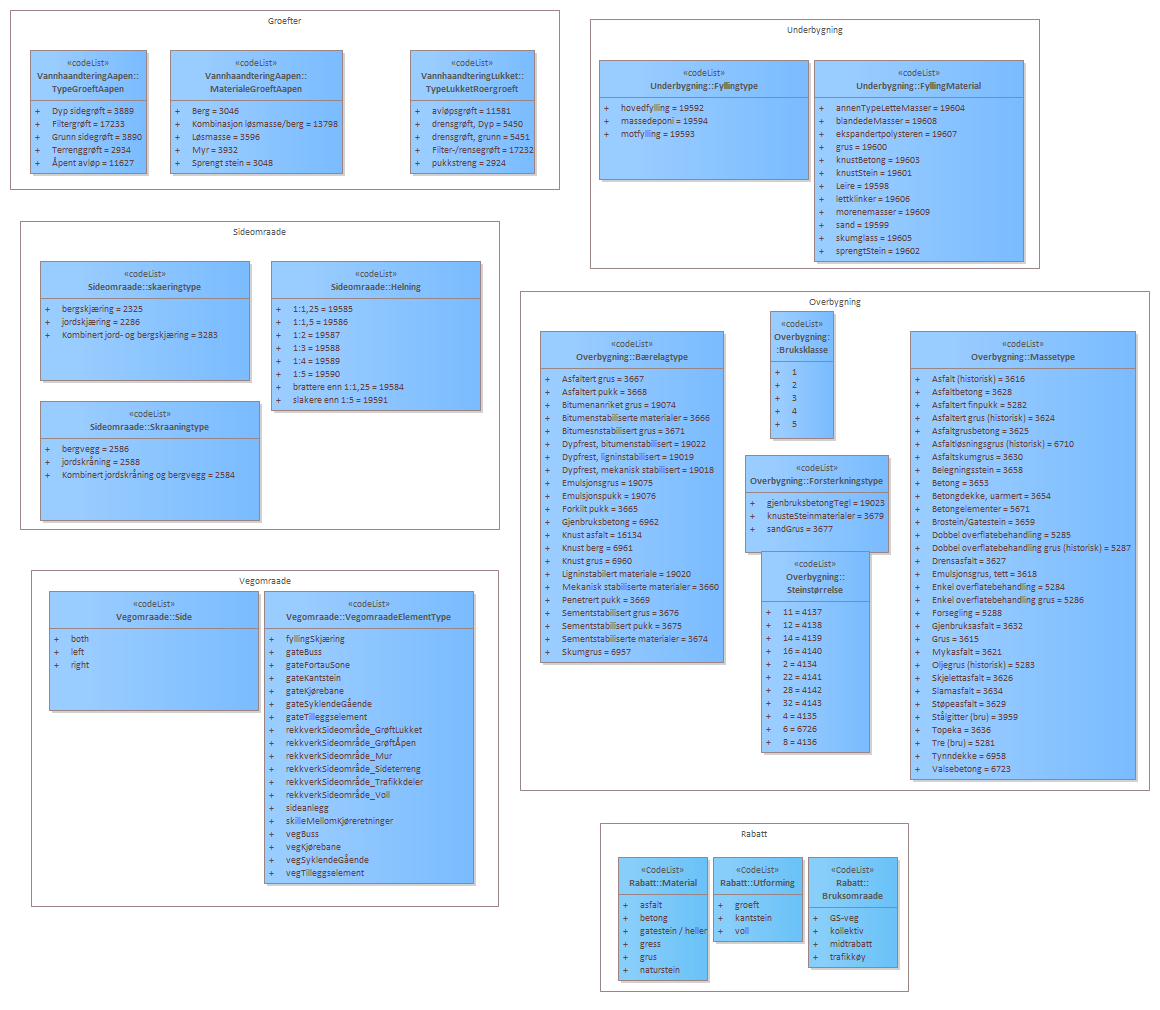 Groefter
«codeList»
VannhaandteringAapen::
TypeGroeftAapen
+ Dyp sidegrøft = 3889
+ Filtergrøft = 17233
+ Grunn sidegrøft = 3890
+ Terrenggrøft = 2934
+ Åpent avløp = 11627
«codeList»
VannhaandteringAapen::
MaterialeGroeftAapen
+ Berg = 3046
+ Kombinasjon løsmasse/berg = 13798
+ Løsmasse = 3596
+ Myr = 3932
+ Sprengt stein = 3048
«codeList»
VannhaandteringLukket::
TypeLukketRoergroeft
+ avløpsgrøft = 11581
+ drensgrøft, Dyp = 5450
+ drensgrøft, grunn = 5451
+ Filter-/rensegrøft = 17232
+ pukkstreng = 2924
Underbygning
«codeList»
Underbygning::Fyllingtype
+ hovedfylling = 19592
+ massedeponi = 19594
+ motfylling = 19593
«codeList»
Underbygning::FyllingMaterial
+ annenTypeLetteMasser = 19604
+ blandedeMasser = 19608
+ ekspandertpolysteren = 19607
+ grus = 19600
+ knustBetong = 19603
+ knustStein = 19601
+ Leire = 19598
+ lettklinker = 19606
+ morenemasser = 19609
+ sand = 19599
+ skumglass = 19605
+ sprengtStein = 19602
Sideomraade
«codeList»
Sideomraade::skaeringtype
+ bergskjæring = 2325
+ jordskjæring = 2286
+ Kombinert jord- og bergskjæring = 3283
«codeList»
Sideomraade::Helning
+ 1:1,25 = 19585
+ 1:1,5 = 19586
+ 1:2 = 19587
+ 1:3 = 19588
+ 1:4 = 19589
+ 1:5 = 19590
+ brattere enn 1:1,25 = 19584
+ slakere enn 1:5 = 19591
«codeList»
Sideomraade::Skraaningtype
+ bergvegg = 2586
+ jordskråning = 2588
+ Kombinert jordskråning og bergvegg = 2584
Overbygning
«codeList»
Overbygning::Bærelagtype
+ Asfaltert grus = 3667
+ Asfaltert pukk = 3668
+ Bitumenanriket grus = 19074
+ Bitumenstabiliserte materialer = 3666
+ Bitumesnstabilisert grus = 3671
+ Dypfrest, bitumenstabilisert = 19022
+ Dypfrest, ligninstabilisert = 19019
+ Dypfrest, mekanisk stabilisert = 19018
+ Emulsjonsgrus = 19075
+ Emulsjonspukk = 19076
+ Forkilt pukk = 3665
+ Gjenbruksbetong = 6962
+ Knust asfalt = 16134
+ Knust berg = 6961
+ Knust grus = 6960
+ Ligninstabilert materiale = 19020
+ Mekanisk stabiliserte materialer = 3660
+ Penetrert pukk = 3669
+ Sementstabilisert grus = 3676
+ Sementstabilisert pukk = 3675
+ Sementstabiliserte materialer = 3674
+ Skumgrus = 6957
«codeList»
Overbygning:
:Bruksklasse
+ 1
+ 2
+ 3
+ 4
+ 5
«codeList»
Overbygning::Forsterkningstype
+ gjenbruksbetongTegl = 19023
+ knusteSteinmaterialer = 3679
+ sandGrus = 3677
«codeList»
Overbygning::
Steinstørrelse
+ 11 = 4137
+ 12 = 4138
+ 14 = 4139
+ 16 = 4140
+ 2 = 4134
+ 22 = 4141
+ 28 = 4142
+ 32 = 4143
+ 4 = 4135
+ 6 = 6726
+ 8 = 4136
«codeList»
Overbygning::Massetype
+ Asfalt (historisk) = 3616
+ Asfaltbetong = 3628
+ Asfaltert finpukk = 5282
+ Asfaltert grus (historisk) = 3624
+ Asfaltgrusbetong = 3625
+ Asfaltløsningsgrus (historisk) = 6710
+ Asfaltskumgrus = 3630
+ Belegningsstein = 3658
+ Betong = 3653
+ Betongdekke, uarmert = 3654
+ Betongelementer = 5671
+ Brostein/Gatestein = 3659
+ Dobbel overflatebehandling = 5285
+ Dobbel overflatebehandling grus (historisk) = 5287
+ Drensasfalt = 3627
+ Emulsjonsgrus, tett = 3618
+ Enkel overflatebehandling = 5284
+ Enkel overflatebehandling grus = 5286
+ Forsegling = 5288
+ Gjenbruksasfalt = 3632
+ Grus = 3615
+ Mykasfalt = 3621
+ Oljegrus (historisk) = 5283
+ Skjelettasfalt = 3626
+ Slamasfalt = 3634
+ Støpeasfalt = 3629
+ Stålgitter (bru) = 3959
+ Topeka = 3636
+ Tre (bru) = 5281
+ Tynndekke = 6958
+ Valsebetong = 6723
Vegomraade
«codeList»
Vegomraade::Side
+ both
+ left
+ right
«codeList»
Vegomraade::VegomraadeElementType
+ fyllingSkjæring
+ gateBuss
+ gateFortauSone
+ gateKantstein
+ gateKjørebane
+ gateSyklendeGående
+ gateTilleggselement
+ rekkverkSideområde_GrøftLukket
+ rekkverkSideområde_GrøftÅpen
+ rekkverkSideområde_Mur
+ rekkverkSideområde_Sideterreng
+ rekkverkSideområde_Trafikkdeler
+ rekkverkSideområde_Voll
+ sideanlegg
+ skilleMellomKjøreretninger
+ vegBuss
+ vegKjørebane
+ vegSyklendeGående
+ vegTilleggselement
Rabatt
«CodeList»
Rabatt::Material
+ asfalt
+ betong
+ gatestein / heller
+ gress
+ grus
+ naturstein
«CodeList»
Rabatt::Utforming
+ groeft
+ kantstein
+ voll
«CodeList»
Rabatt::
Bruksomraade
+ GS-veg
+ kollektiv
+ midtrabatt
+ trafikkøy